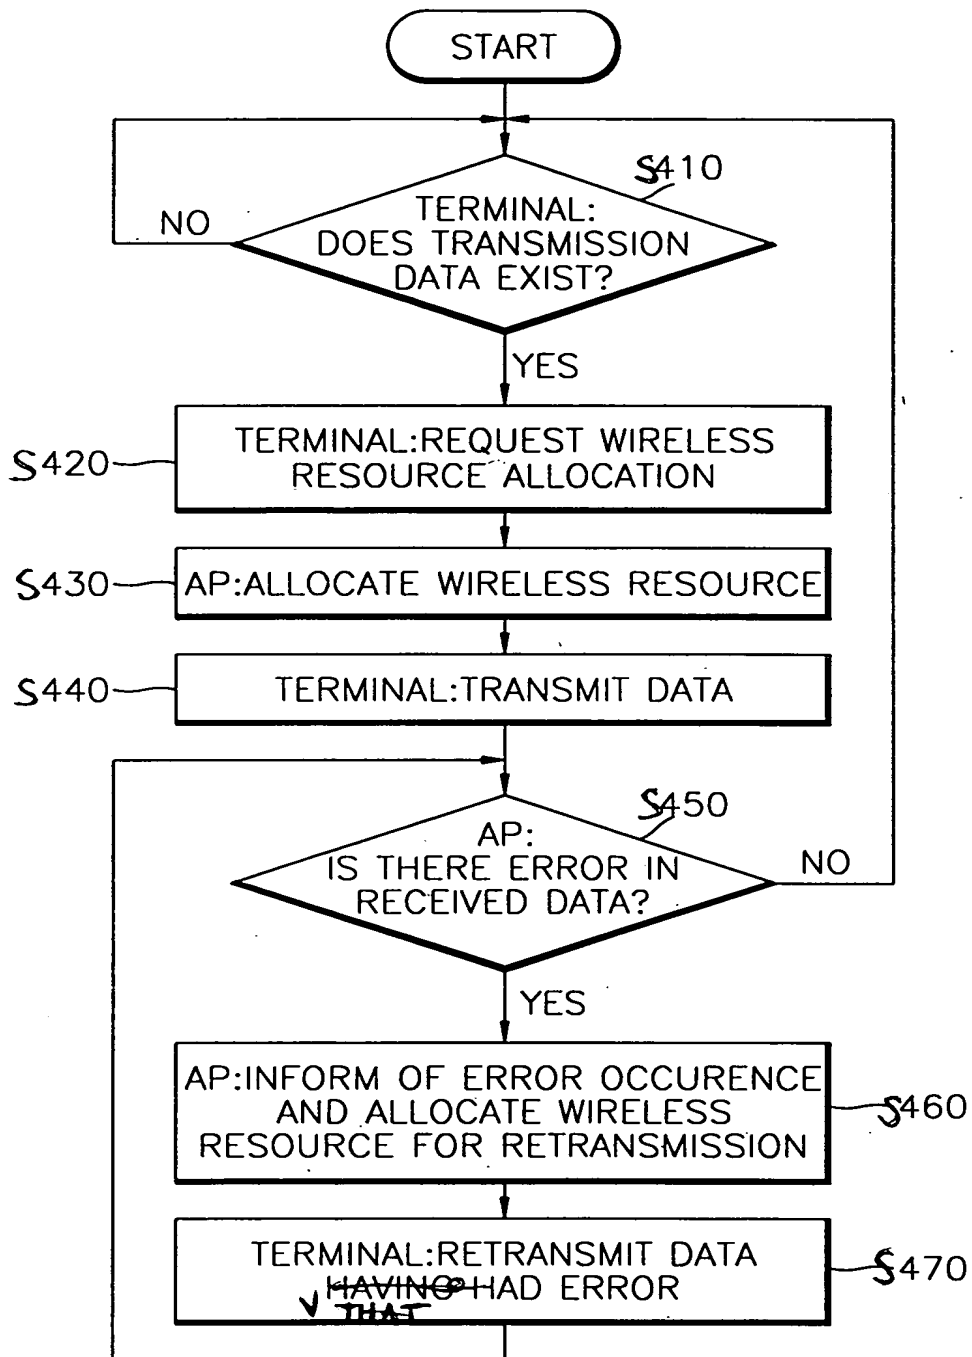 START
S410
TERMINAL:
DOES TRANSMISSION
DATA EXIST?
NO
YES
S420
TERMINAL:REQUEST WIRELESS
RESOURCE ALLOCATION
S430
AP:ALLOCATE WIRELESS RESOURCE
S440
TERMINAL:TRANSMIT DATA
S450
AP:
IS THERE ERROR IN
RECEIVED DATA?
NO
YES
AP:INFORM OF ERROR OCCURENCE
AND ALLOCATE WIRELESS
RESOURCE FOR RETRANSMISSION
S460
TERMINAL:RETRANSMIT DATA
HAVING HAD ERROR
THAT
S470